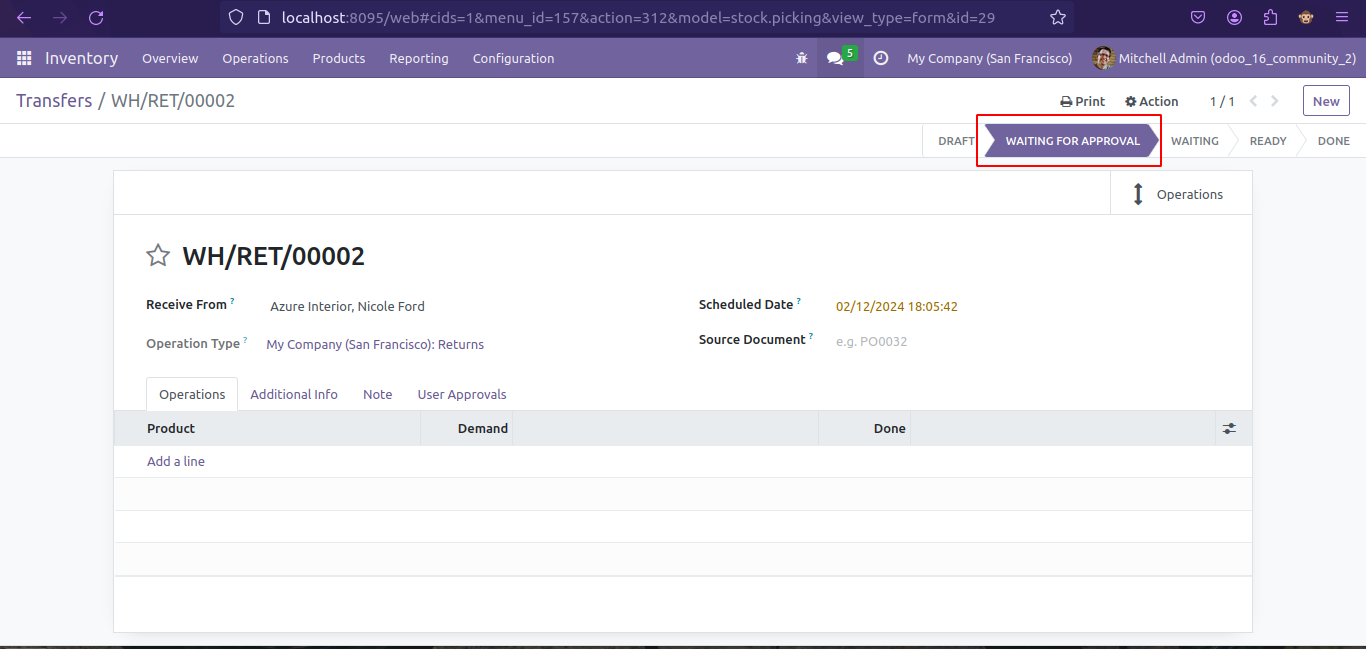 localhost:8095/web#cids=1&menu_id=157&action=312&model=stock.picking&view_type=form&id=29
Inventory Overview Operations Products Reporting Configuration 5 My Company (San Francisco) Mitchell Admin (odoo_16_community_2)
Transfers / WH/RET/00002 Print Action 1 / 1 New
DRAFT WAITING FOR APPROVAL WAITING READY DONE
Operations
WH/RET/00002
Receive From ? Azure Interior, Nicole Ford Scheduled Date ? 02/12/2024 18:05:42
Operation Type ? My Company (San Francisco): Returns Source Document ? e.g. PO0032
Operations Additional Info Note User Approvals
Product Demand Done
Add a line